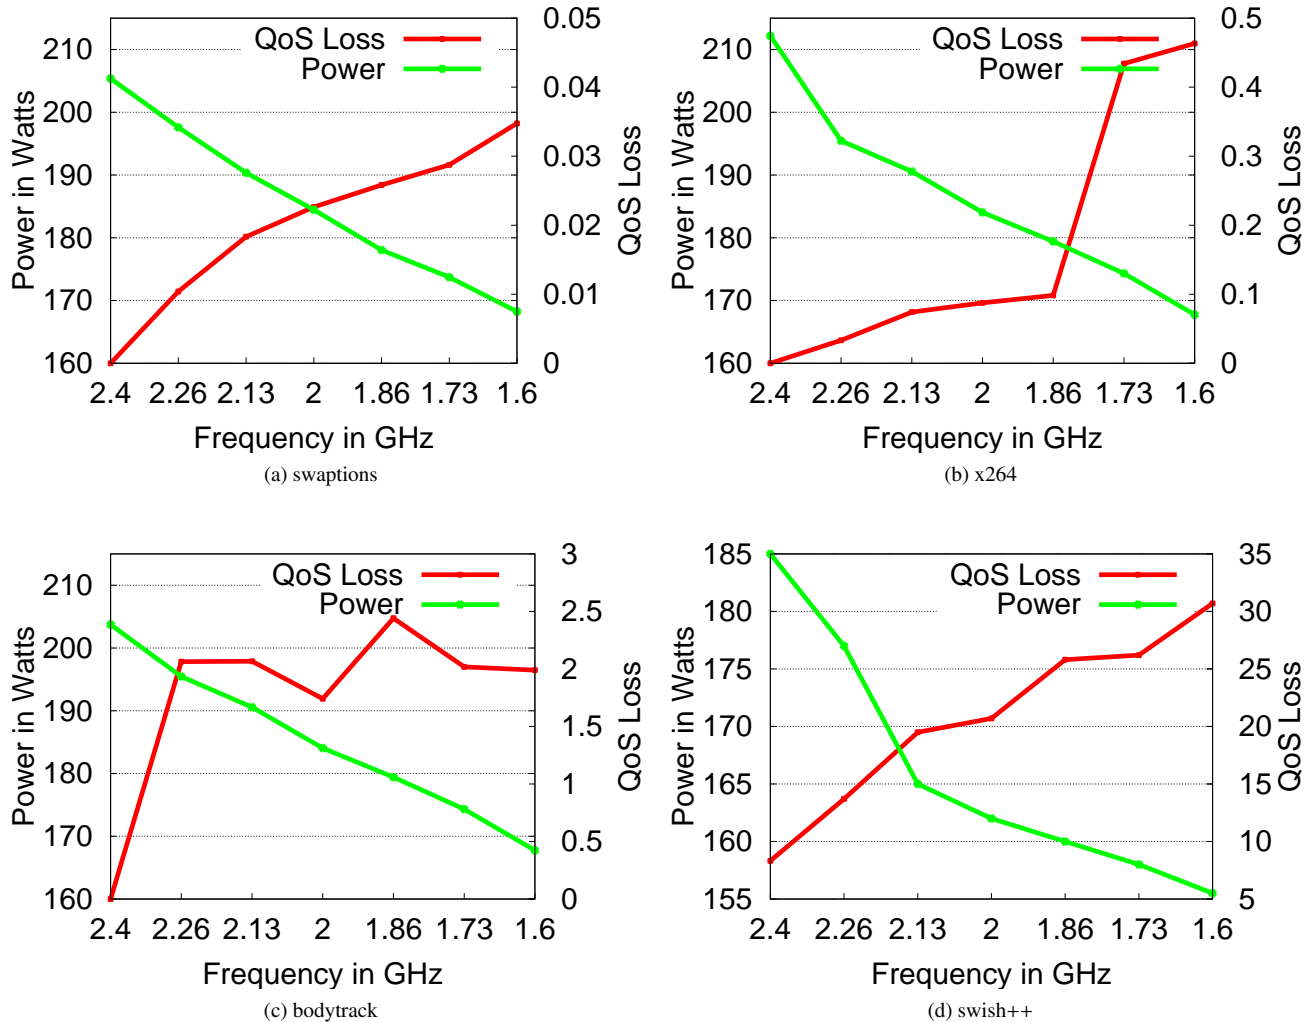 QoS Loss
Power
Power in Watts
160
170
180
190
200
210
QoS Loss
0
0.01
0.02
0.03
0.04
0.05
2.4 2.26 2.13 2 1.86 1.73 1.6
Frequency in GHz
(a) swaptions
QoS Loss
Power
Power in Watts
160
170
180
190
200
210
QoS Loss
0
0.1
0.2
0.3
0.4
0.5
2.4 2.26 2.13 2 1.86 1.73 1.6
Frequency in GHz
(b) x264
QoS Loss
Power
Power in Watts
160
170
180
190
200
210
QoS Loss
0
0.5
1
1.5
2
2.5
3
2.4 2.26 2.13 2 1.86 1.73 1.6
Frequency in GHz
(c) bodytrack
QoS Loss
Power
Power in Watts
155
160
165
170
175
180
185
QoS Loss
5
10
15
20
25
30
35
2.4 2.26 2.13 2 1.86 1.73 1.6
Frequency in GHz
(d) swish++